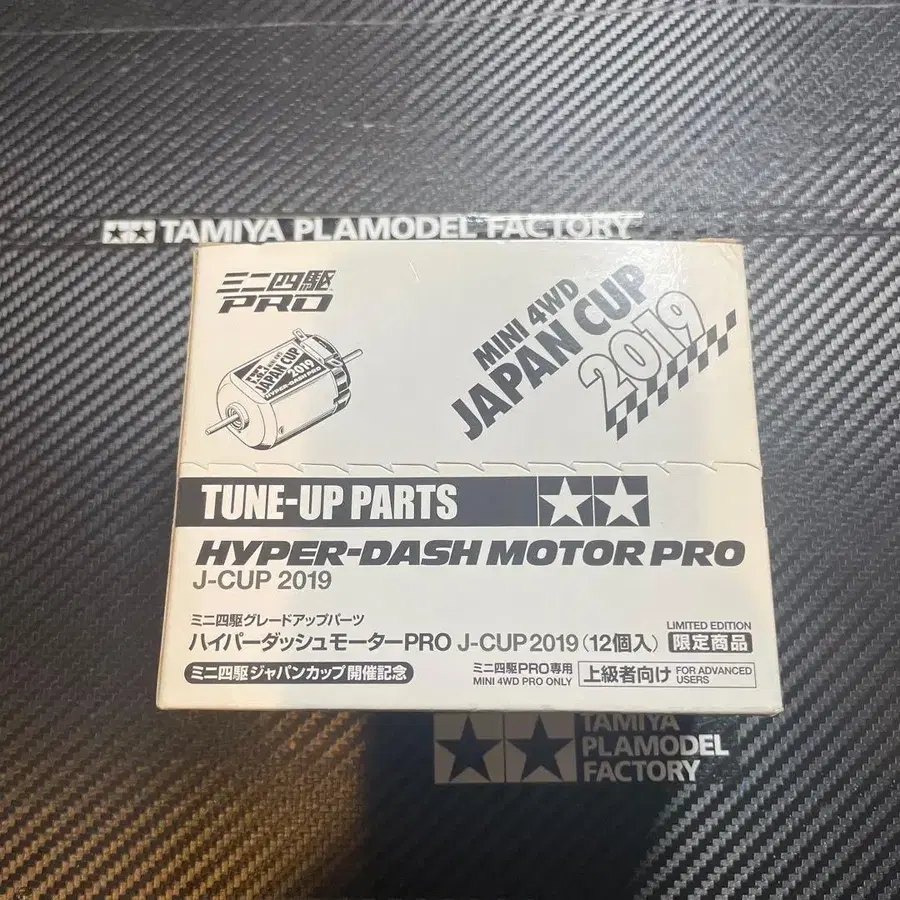 TAMIYA PLAMODEL FACTORY
ミニ四駆
PRO
MINI 4WD
JAPAN CUP
2019
JAPAN CUP
2019
HYPER-DASH PRO
TUNE-UP PARTS
HYPER-DASH MOTOR PRO
J-CUP 2019
ミニ四駆グレードアップパーツ
LIMITED EDITION
ハイパーダッシュモーターPRO J-CUP 2019 (12個入) 限定商品
ミニ四駆ジャパンカップ開催記念
ミニ四駆PRO専用
MINI 4WD PRO ONLY
上級者向け
FOR ADVANCED
USERS
TAMIYA
PLAMODEL
FACTORY